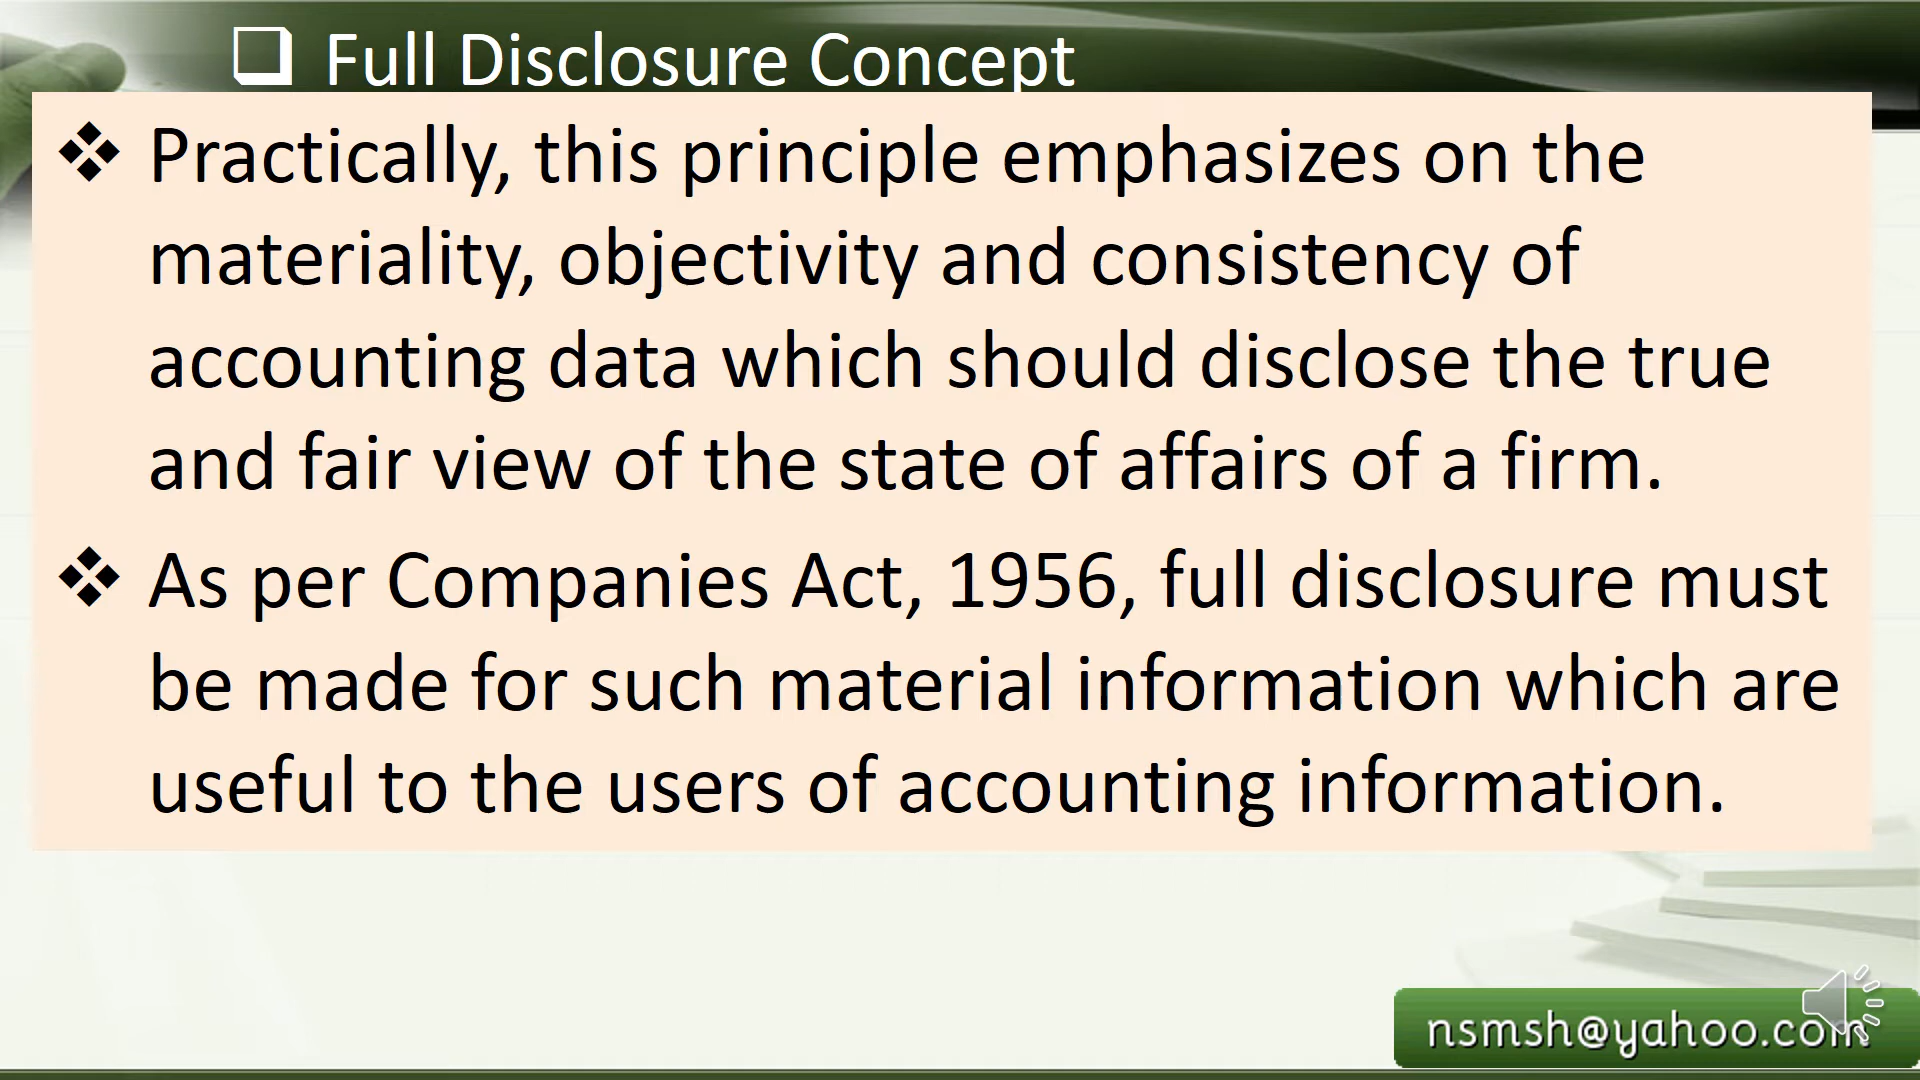 Full Disclosure Concept
Practically, this principle emphasizes on the
materiality, objectivity and consistency of
accounting data which should disclose the true
and fair view of the state of affairs of a firm.
As per Companies Act, 1956, full disclosure must
be made for such material information which are
useful to the users of accounting information.
nsmsh@yahoo.com